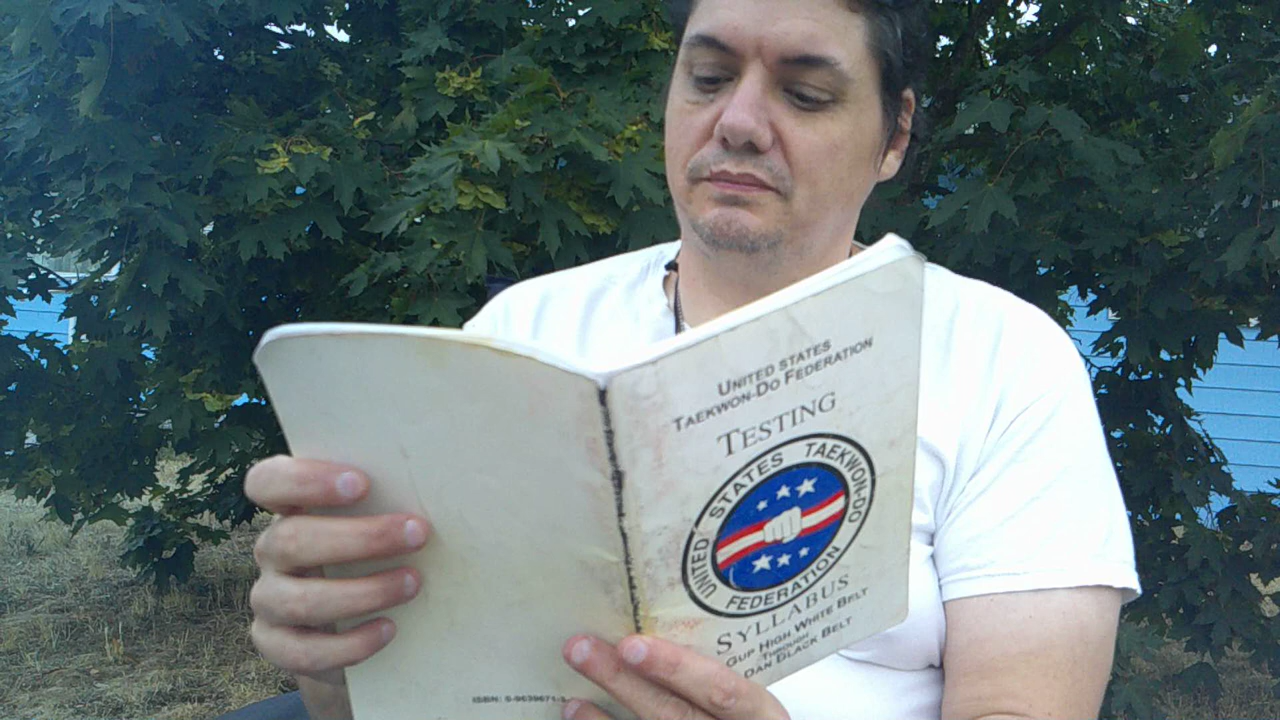 UNITED STATES
TAEKWON-DO FEDERATION
TESTING
UNITED STATES TAEKWON-DO
FEDERATION
SYLLABUS
GUP HIGH WHITE BELT
THROUGH
DAN BLACK BELT
ISBN: